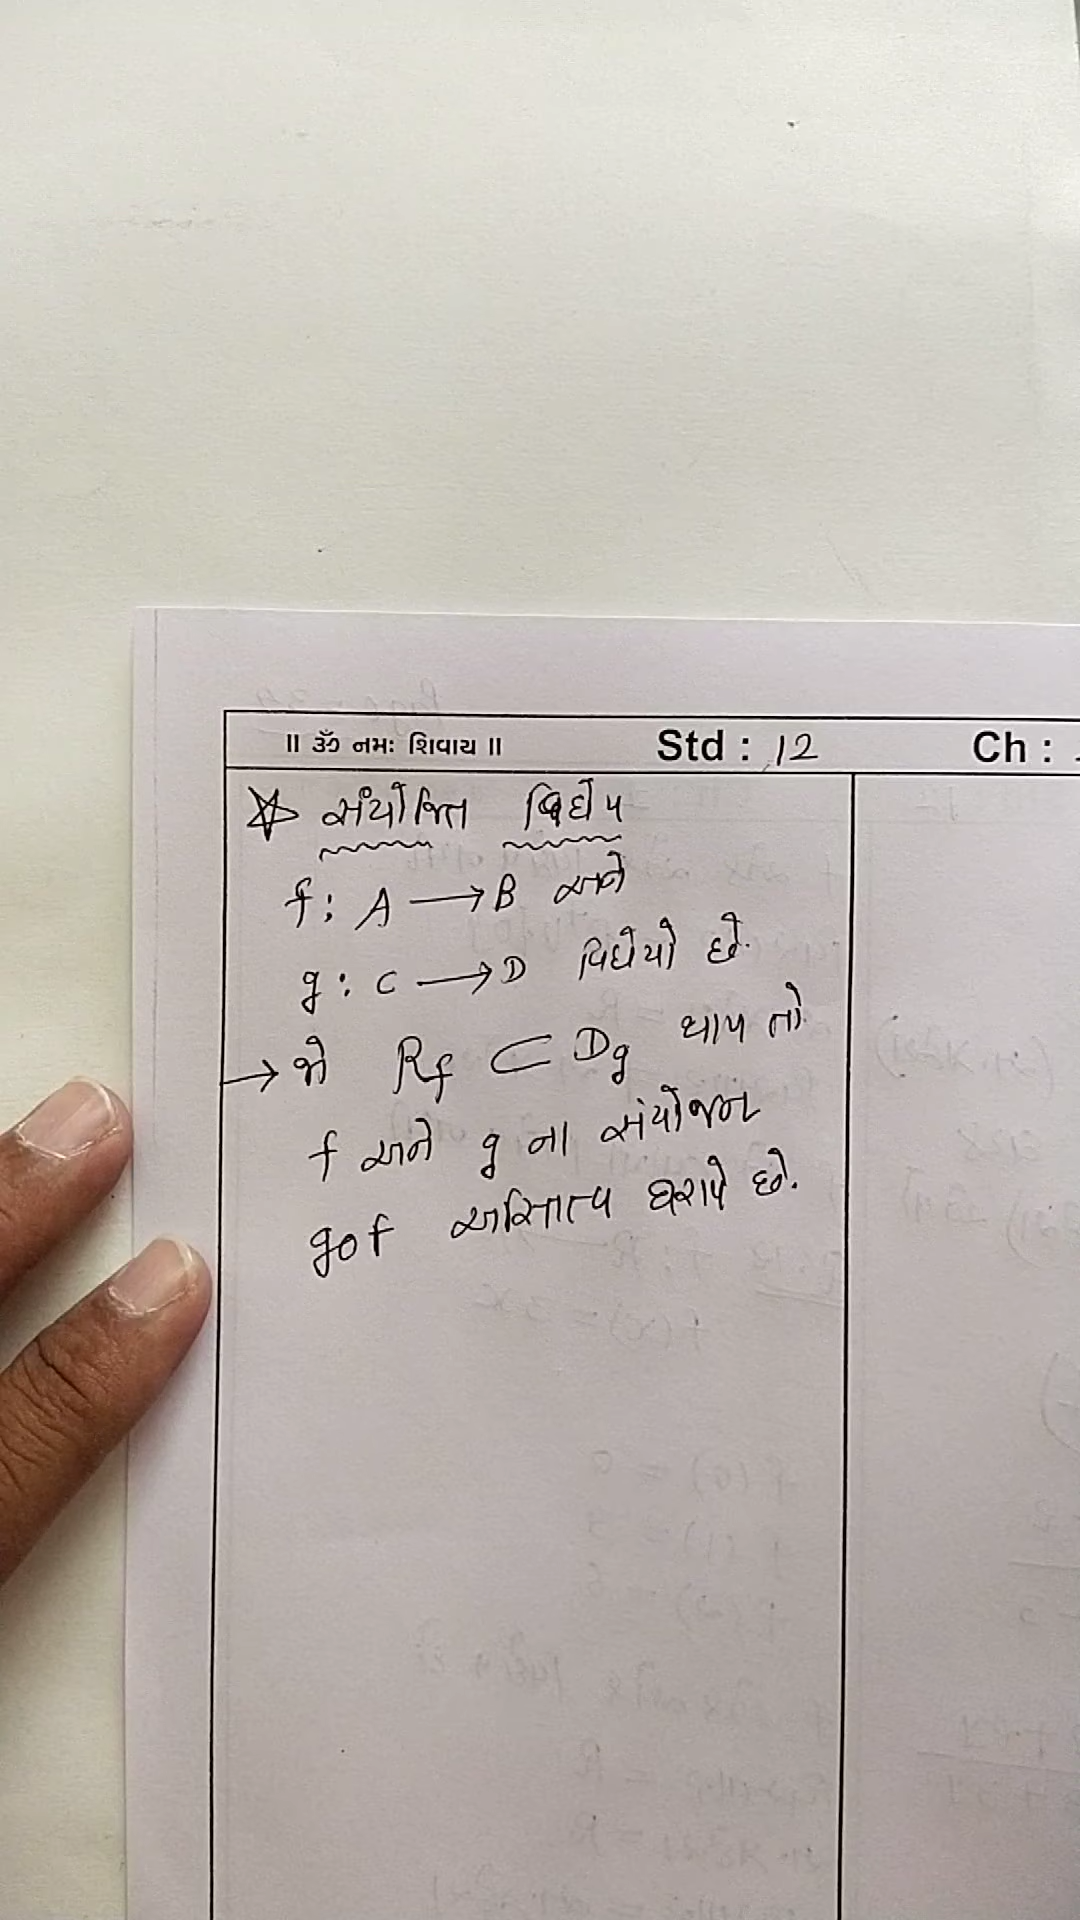 ॥ ૐ નમઃ શિવાય ॥ Std : 12 Ch :
☆ સંયોજિત વિધેય
f : A → B અને
g : C → D વિધેયો છે.
→ જો Rf ⊂ Dg થાય તો
f અને g ના સંયોજન
gof અસ્તિત્વ ધરાવે છે.